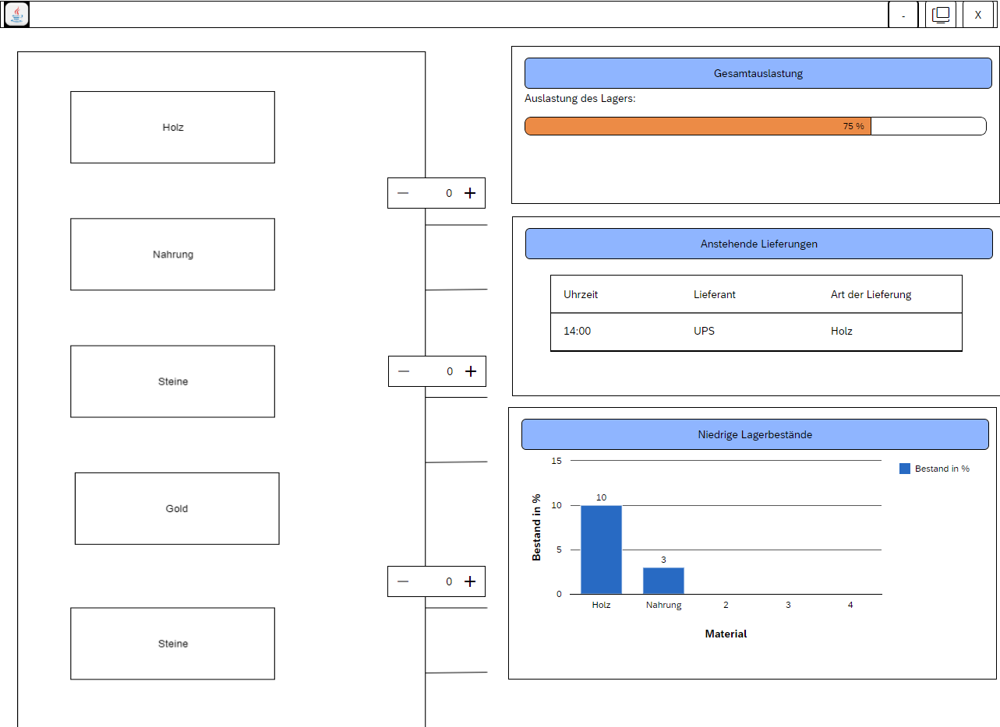 - X
Holz
0
Nahrung
Steine
0
Gold
0
Steine
Gesamtauslastung
Auslastung des Lagers:
75 %
Anstehende Lieferungen
Uhrzeit Lieferant Art der Lieferung
14:00 UPS Holz
Niedrige Lagerbestände
15
10
5
0
Bestand in %
10
3
Holz Nahrung 2 3 4
Material
Bestand in %